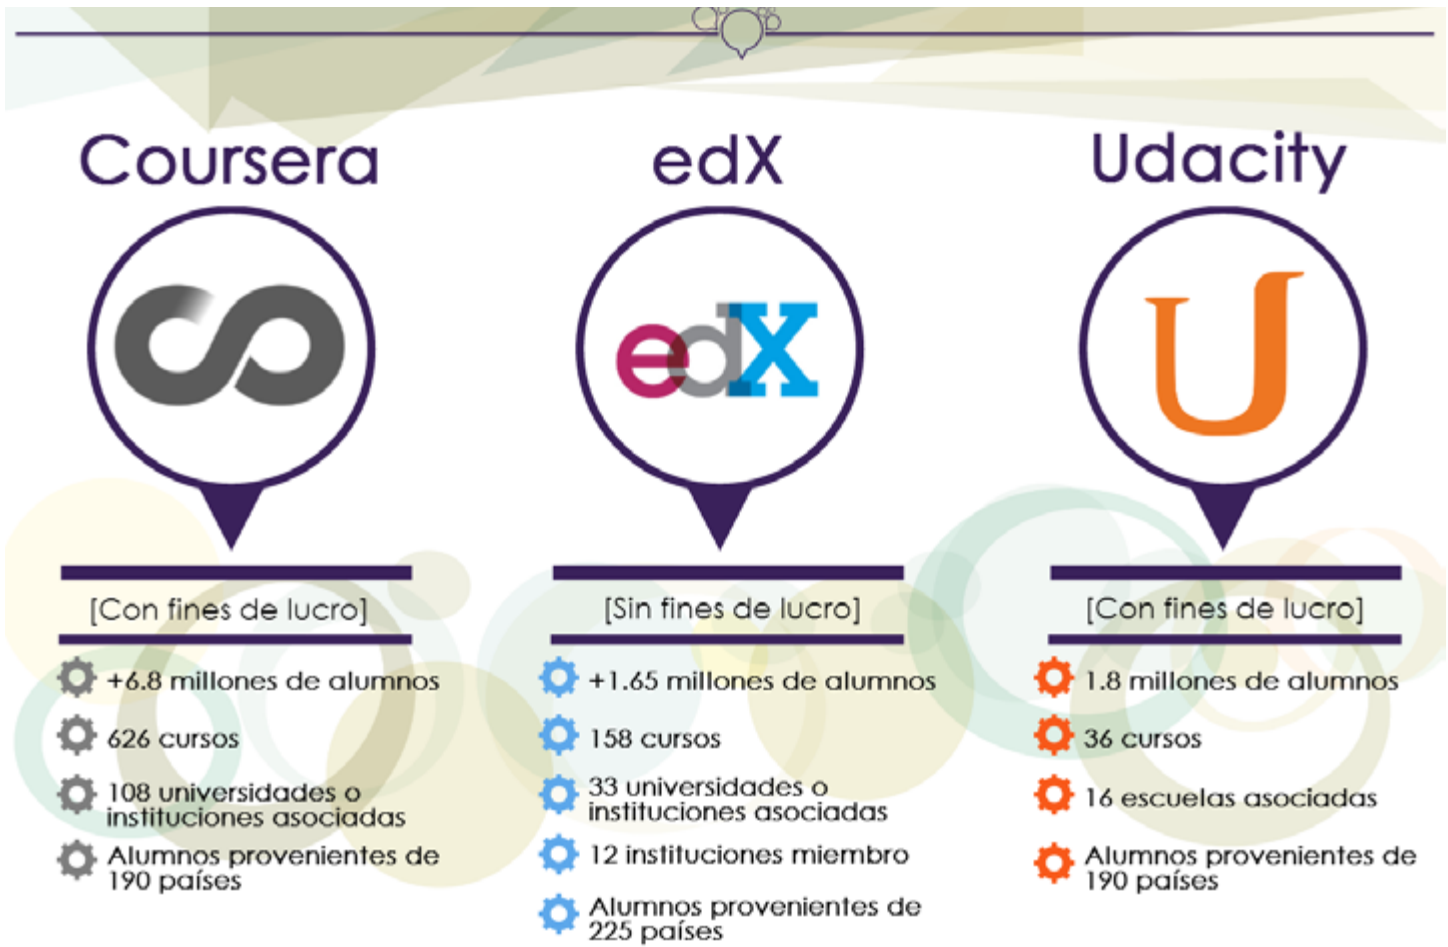 Coursera
[Con fines de lucro]
+6.8 millones de alumnos
626 cursos
108 universidades o
instituciones asociadas
Alumnos provenientes de
190 países
edX
edX
[Sin fines de lucro]
+1.65 millones de alumnos
158 cursos
33 universidades o
instituciones asociadas
12 instituciones miembro
Alumnos provenientes de
225 países
Udacity
U
[Con fines de lucro]
1.8 millones de alumnos
36 cursos
16 escuelas asociadas
Alumnos provenientes de
190 países